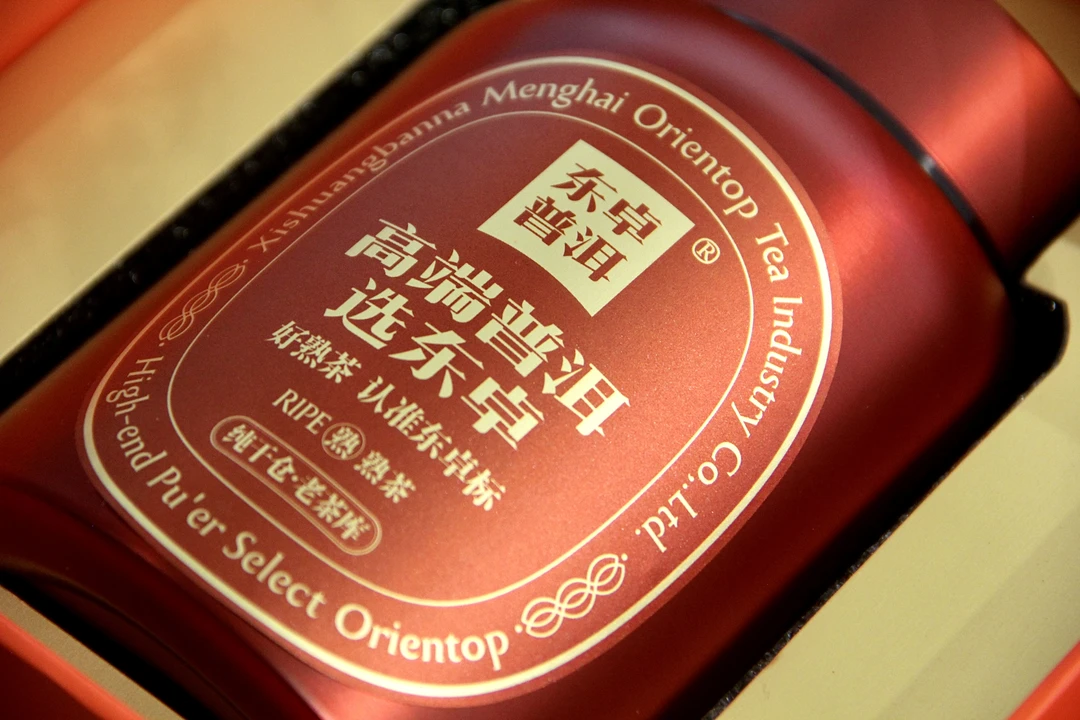 Xishuangbanna Menghai Orientop Tea Industry Co.,Ltd.
东卓
普洱
®
高端普洱
选东卓
好熟茶 认准东卓标
RIPE 熟 熟茶
纯干仓·老茶库
High-end Pu'er Select Orientop